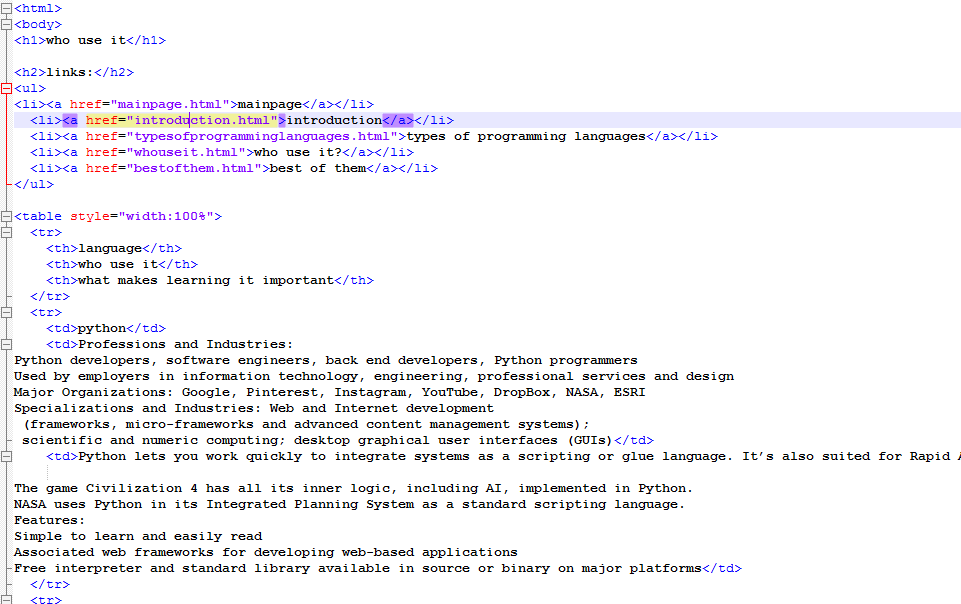 <html>
<body>
<h1>who use it</h1>
<h2>links:</h2>
<ul>
<li><a href="mainpage.html">mainpage</a></li>
<li><a href="introduction.html">introduction</a></li>
<li><a href="typesofprogramminglanguages.html">types of programming languages</a></li>
<li><a href="whouseit.html">who use it?</a></li>
<li><a href="bestofthem.html">best of them</a></li>
</ul>
<table style="width:100%">
<tr>
<th>language</th>
<th>who use it</th>
<th>what makes learning it important</th>
</tr>
<tr>
<td>python</td>
<td>Professions and Industries:
Python developers, software engineers, back end developers, Python programmers
Used by employers in information technology, engineering, professional services and design
Major Organizations: Google, Pinterest, Instagram, YouTube, DropBox, NASA, ESRI
Specializations and Industries: Web and Internet development
(frameworks, micro-frameworks and advanced content management systems);
scientific and numeric computing; desktop graphical user interfaces (GUIs)</td>
<td>Python lets you work quickly to integrate systems as a scripting or glue language. It’s also suited for Rapid
The game Civilization 4 has all its inner logic, including AI, implemented in Python.
NASA uses Python in its Integrated Planning System as a standard scripting language.
Features:
Simple to learn and easily read
Associated web frameworks for developing web-based applications
Free interpreter and standard library available in source or binary on major platforms</td>
</tr>
<tr>